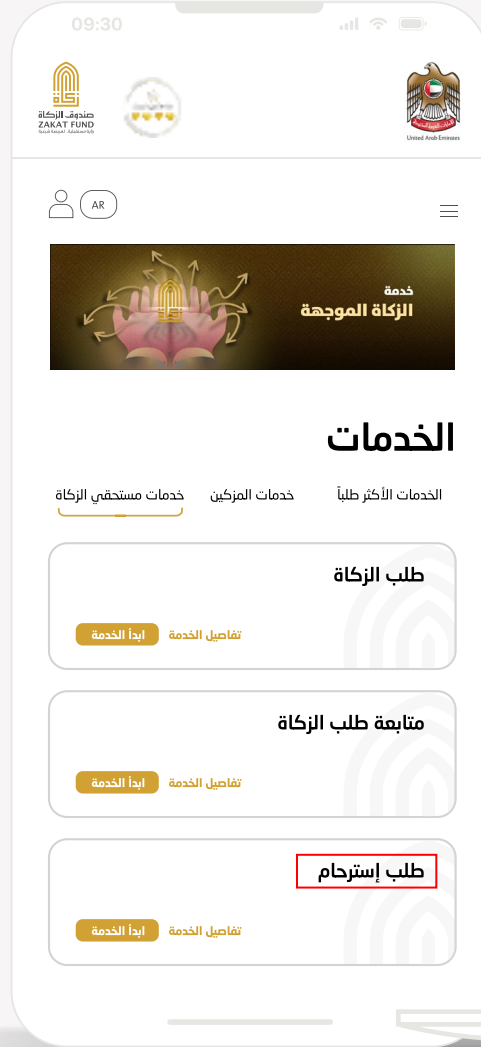 09:30
صندوق الزكاة
ZAKAT FUND
United Arab Emirates
AR
خدمة
الزكاة الموجهة
الخدمات
الخدمات الأكثر طلباً
خدمات المزكين
خدمات مستحقي الزكاة
طلب الزكاة
تفاصيل الخدمة
ابدأ الخدمة
متابعة طلب الزكاة
تفاصيل الخدمة
ابدأ الخدمة
طلب إسترحام
تفاصيل الخدمة
ابدأ الخدمة